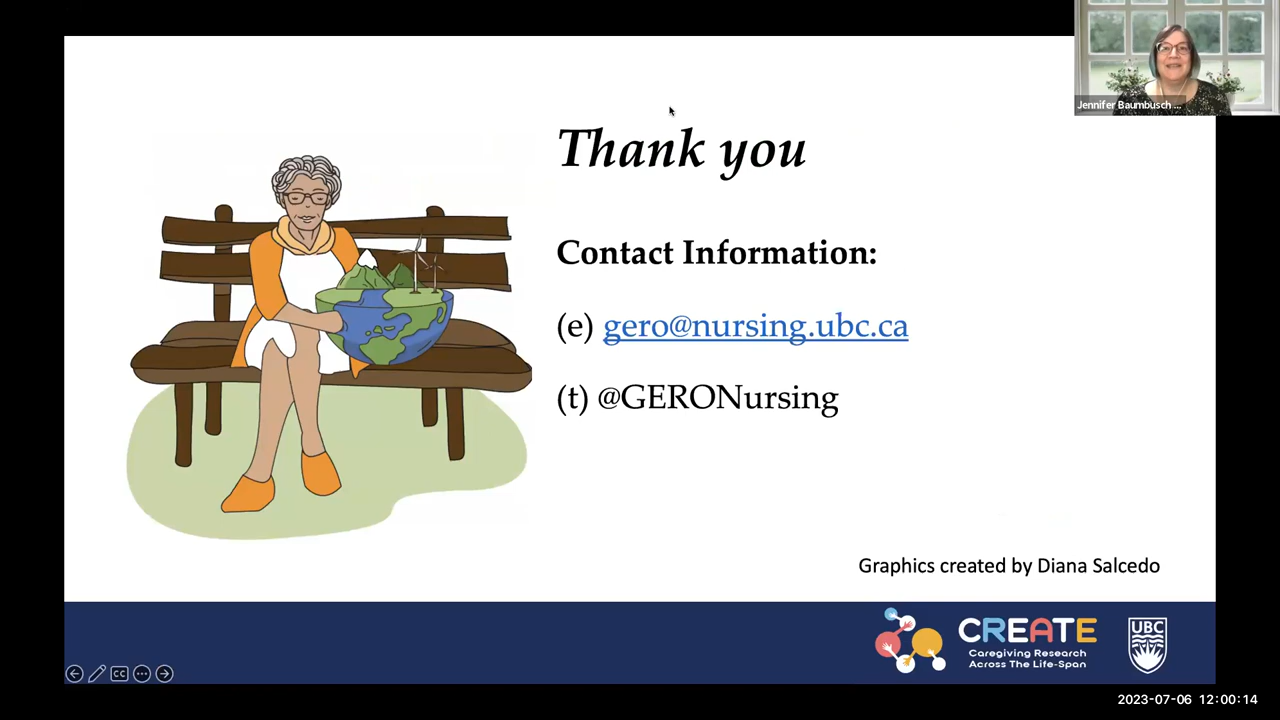 Jennifer Baumbusch ...
Thank you
Contact Information:
(e) gero@nursing.ubc.ca
(t) @GERONursing
Graphics created by Diana Salcedo
CREATE
Caregiving Research
Across The Life-Span
UBC
CC
2023-07-06 12:00:14